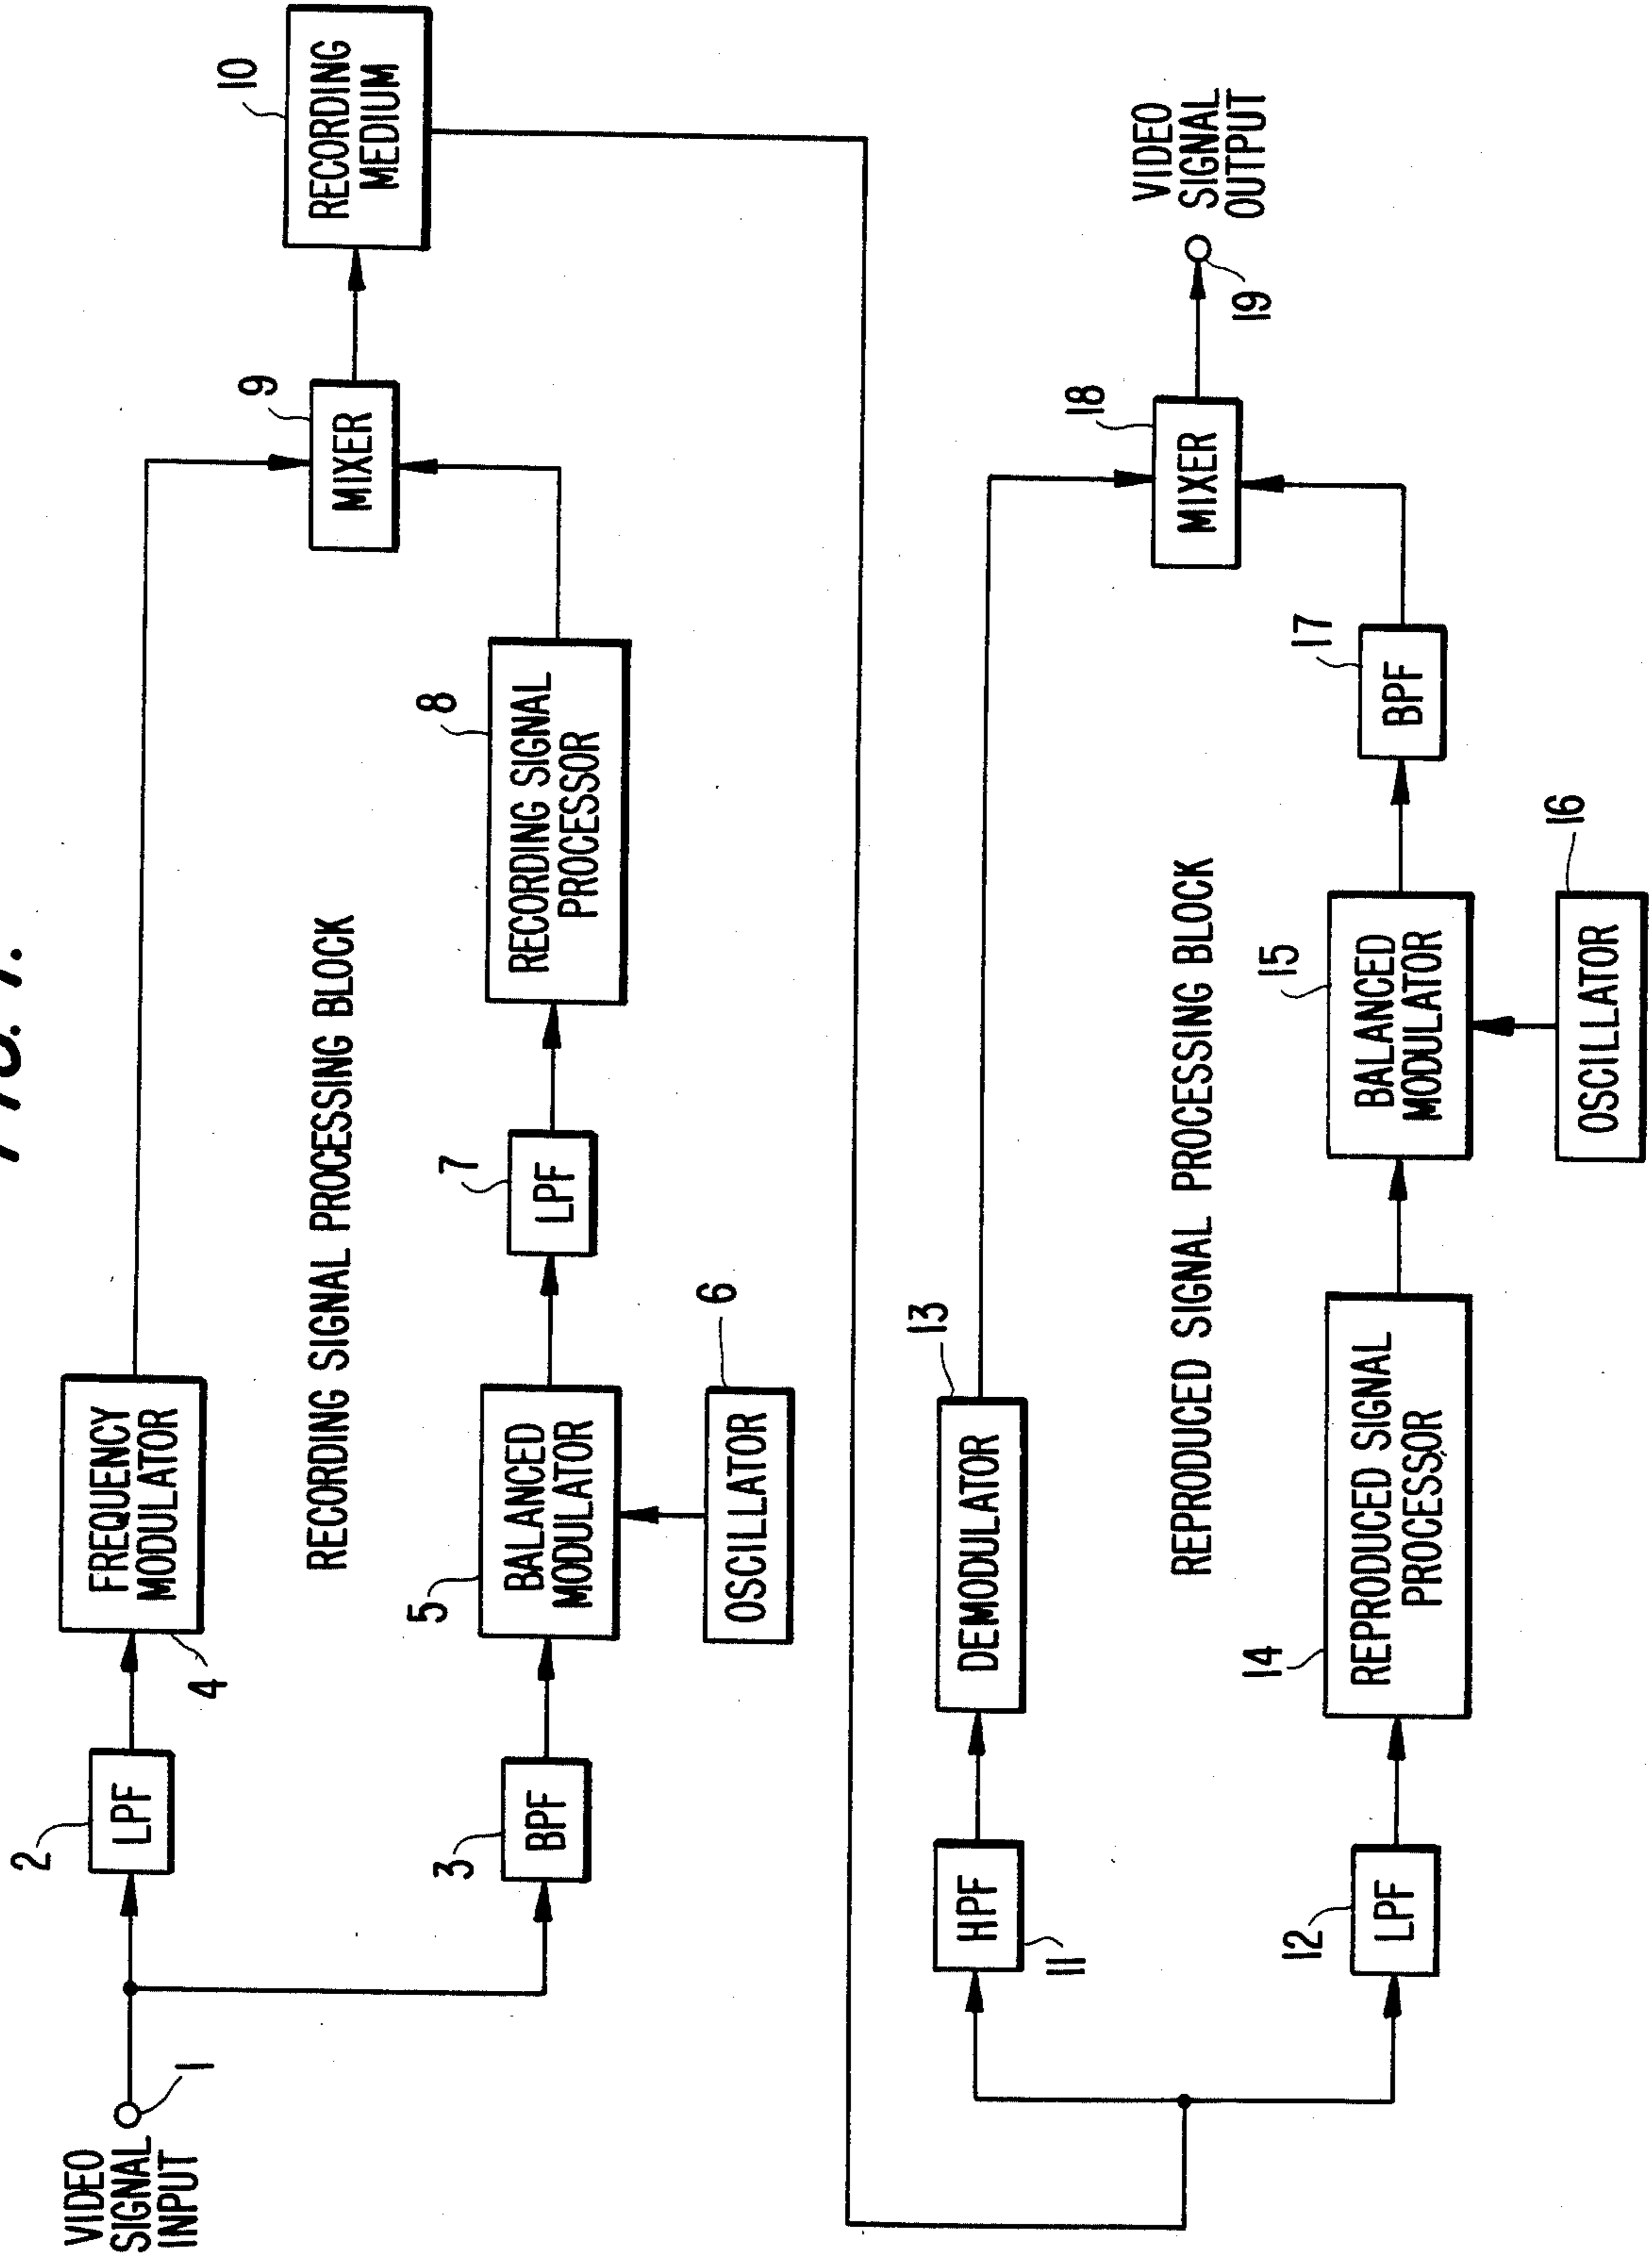 FIG. 1.
VIDEO
SIGNAL
INPUT
1
2
LPF
4
FREQUENCY
MODULATOR
RECORDING SIGNAL PROCESSING BLOCK
3
BPF
5
BALANCED
MODULATOR
6
OSCILLATOR
7
LPF
8
RECORDING SIGNAL
PROCESSOR
9
MIXER
10
RECORDING
MEDIUM
11
HPF
13
DEMODULATOR
REPRODUCED SIGNAL PROCESSING BLOCK
12
LPF
14
REPRODUCED SIGNAL
PROCESSOR
15
BALANCED
MODULATOR
16
OSCILLATOR
17
BPF
18
MIXER
19
VIDEO
SIGNAL
OUTPUT